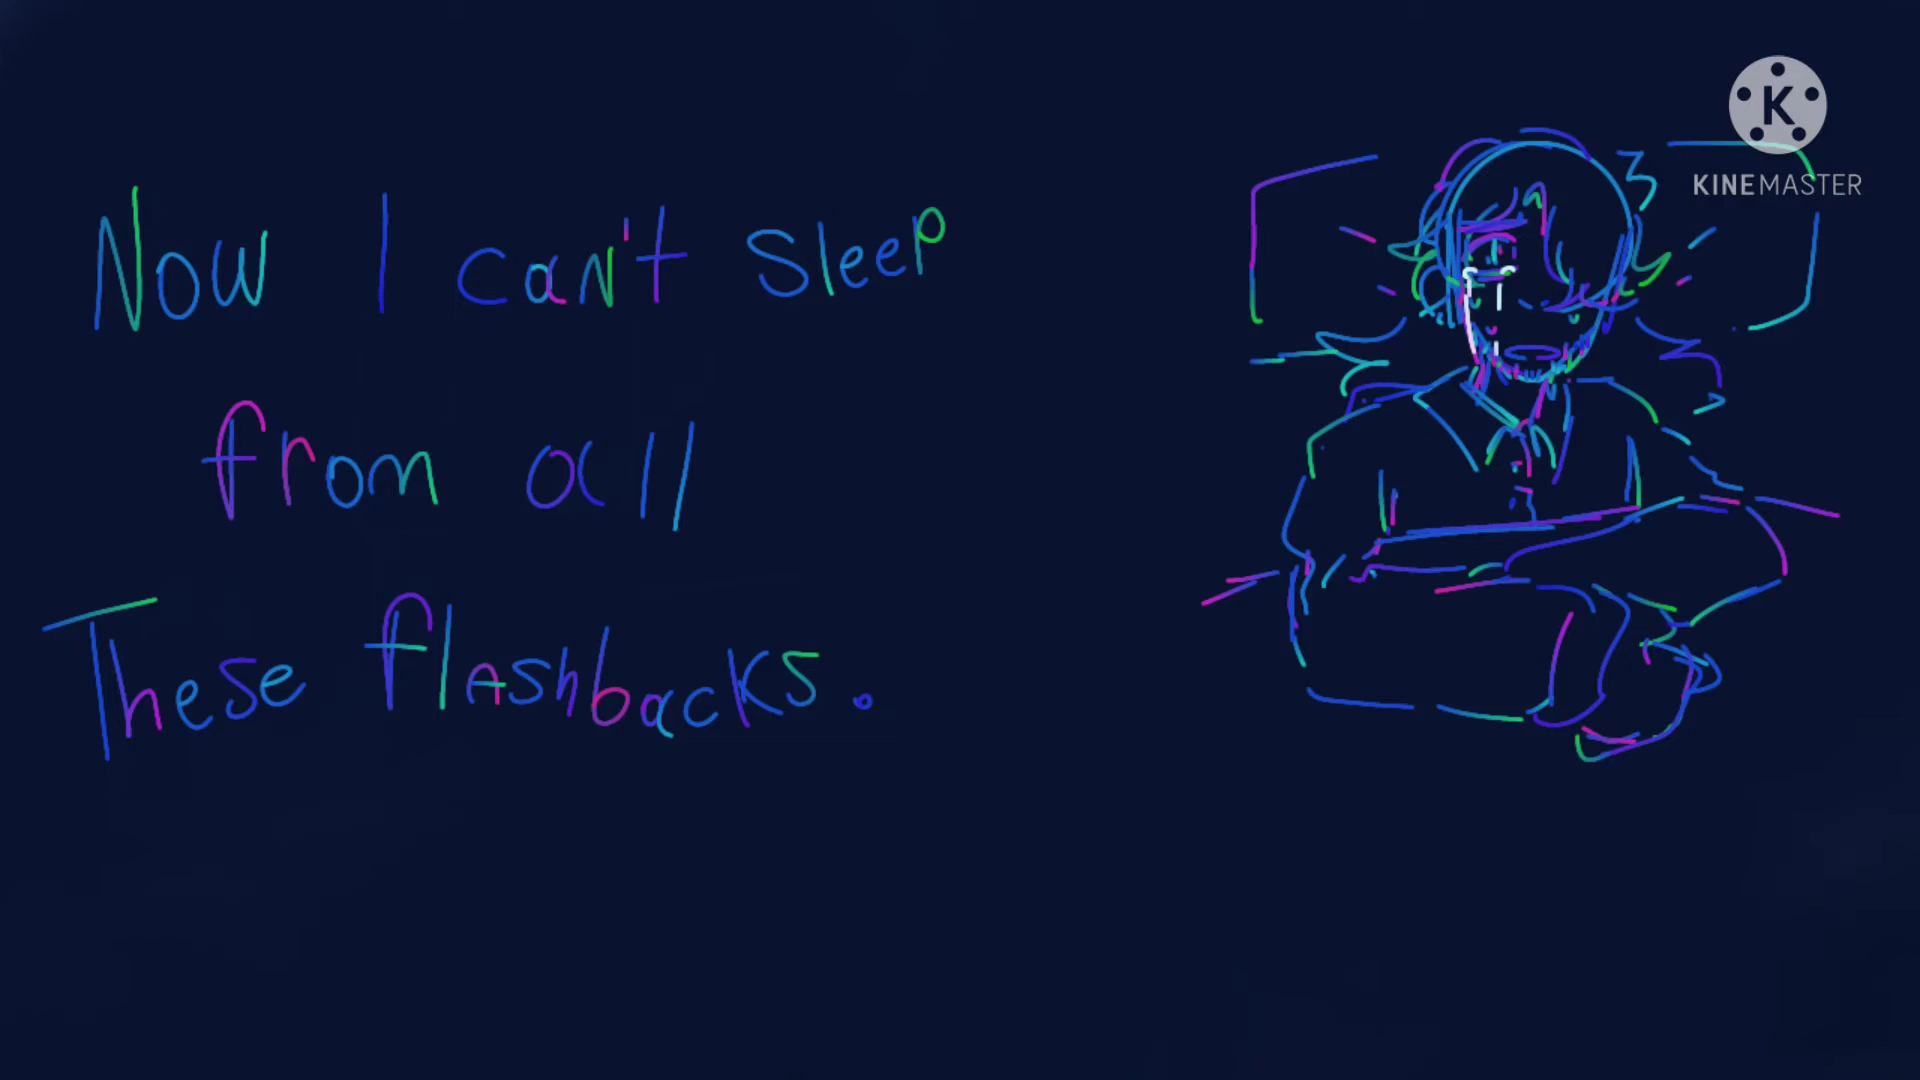 Now I can't Sleep
from all
These flashbacks.
K
KINEMASTER